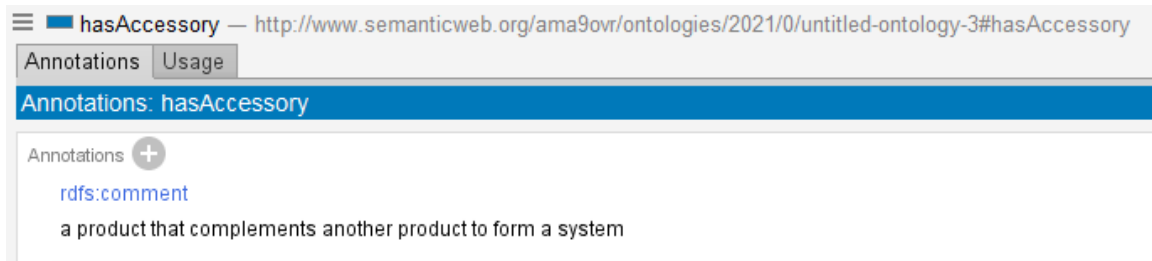 hasAccessory — http://www.semanticweb.org/ama9ovr/ontologies/2021/0/untitled-ontology-3#hasAccessory
Annotations Usage
Annotations: hasAccessory
Annotations
rdfs:comment
a product that complements another product to form a system